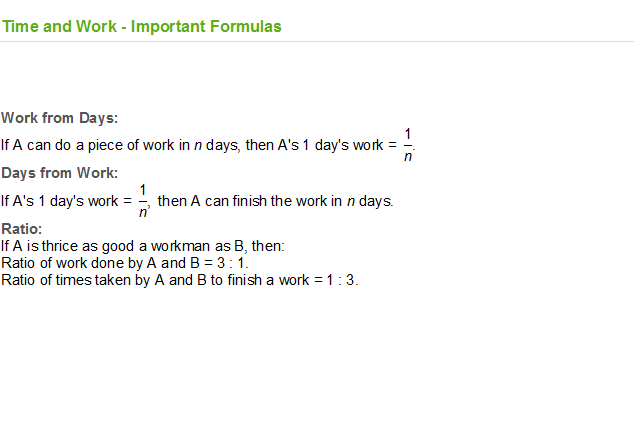 Time and Work - Important Formulas
Work from Days:
If A can do a piece of work in n days, then A's 1 day's work = 1/n.
Days from Work:
If A's 1 day's work = 1/n, then A can finish the work in n days.
Ratio:
If A is thrice as good a workman as B, then:
Ratio of work done by A and B = 3 : 1.
Ratio of times taken by A and B to finish a work = 1 : 3.